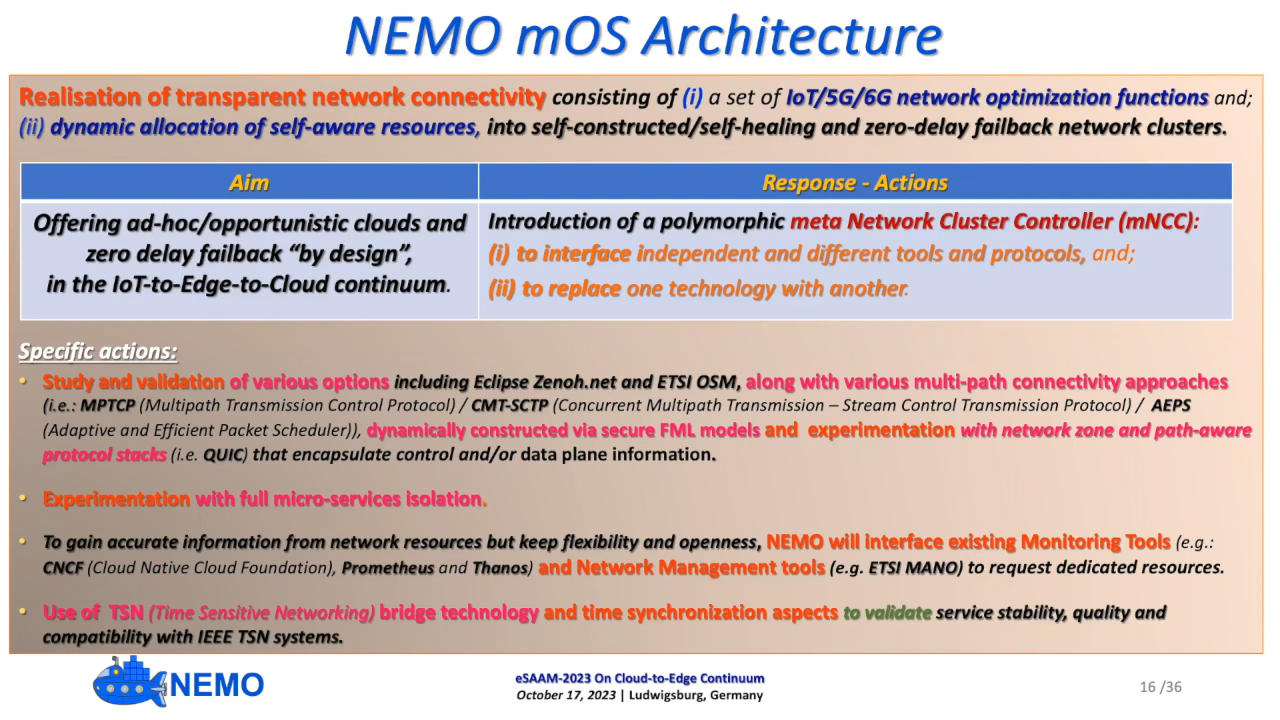 NEMO mOS Architecture
Realisation of transparent network connectivity consisting of (i) a set of IoT/5G/6G network optimization functions and;
(ii) dynamic allocation of self-aware resources, into self-constructed/self-healing and zero-delay failback network clusters.
Aim
Response - Actions
Offering ad-hoc/opportunistic clouds and
zero delay failback “by design”,
in the IoT-to-Edge-to-Cloud continuum.
Introduction of a polymorphic meta Network Cluster Controller (mNCC):
(i) to interface independent and different tools and protocols, and;
(ii) to replace one technology with another.
Specific actions:
• Study and validation of various options including Eclipse Zenoh.net and ETSI OSM, along with various multi-path connectivity approaches
(i.e.: MPTCP (Multipath Transmission Control Protocol) / CMT-SCTP (Concurrent Multipath Transmission – Stream Control Transmission Protocol) / AEPS
(Adaptive and Efficient Packet Scheduler)), dynamically constructed via secure FML models and experimentation with network zone and path-aware
protocol stacks (i.e. QUIC) that encapsulate control and/or data plane information.
• Experimentation with full micro-services isolation.
• To gain accurate information from network resources but keep flexibility and openness, NEMO will interface existing Monitoring Tools (e.g.:
CNCF (Cloud Native Cloud Foundation), Prometheus and Thanos) and Network Management tools (e.g. ETSI MANO) to request dedicated resources.
• Use of TSN (Time Sensitive Networking) bridge technology and time synchronization aspects to validate service stability, quality and
compatibility with IEEE TSN systems.
NEMO
eSAAM-2023 On Cloud-to-Edge Continuum
October 17, 2023 | Ludwigsburg, Germany
16 /36